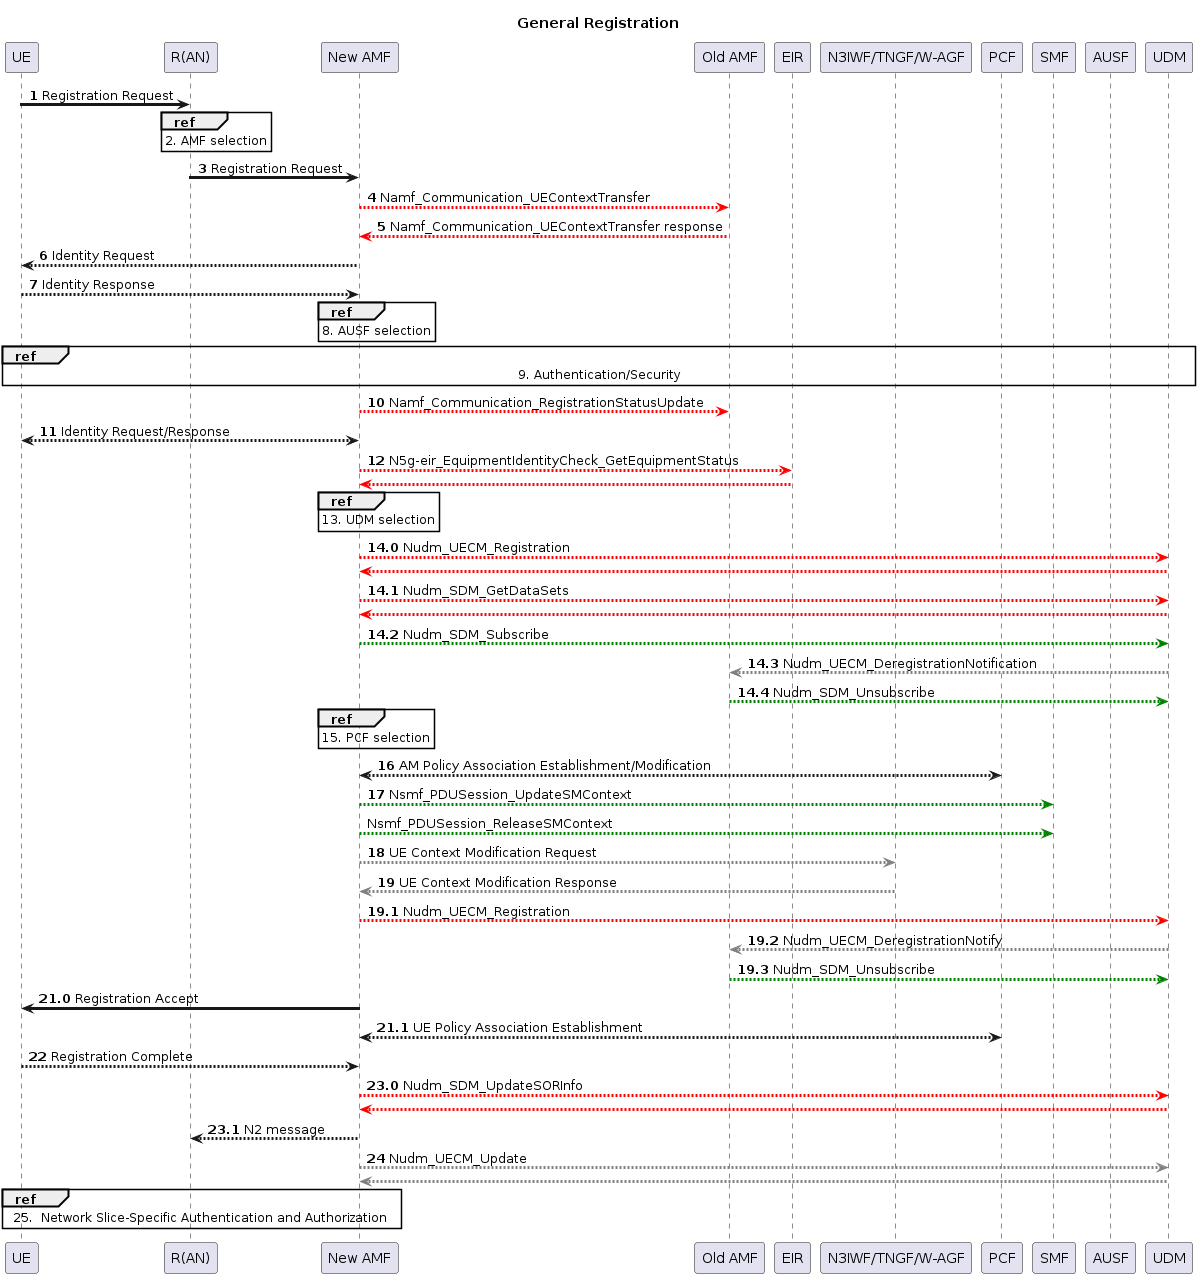 General Registration
UE R(AN) New AMF Old AMF EIR N3IWF/TNGF/W-AGF PCF SMF AUSF UDM
1 Registration Request
ref
2. AMF selection
3 Registration Request
4 Namf_Communication_UEContextTransfer
5 Namf_Communication_UEContextTransfer response
6 Identity Request
7 Identity Response
ref
8. AUSF selection
ref
9. Authentication/Security
10 Namf_Communication_RegistrationStatusUpdate
11 Identity Request/Response
12 N5g-eir_EquipmentIdentityCheck_GetEquipmentStatus
ref
13. UDM selection
14.0 Nudm_UECM_Registration
14.1 Nudm_SDM_GetDataSets
14.2 Nudm_SDM_Subscribe
14.3 Nudm_UECM_DeregistrationNotification
14.4 Nudm_SDM_Unsubscribe
ref
15. PCF selection
16 AM Policy Association Establishment/Modification
17 Nsmf_PDUSession_UpdateSMContext
Nsmf_PDUSession_ReleaseSMContext
18 UE Context Modification Request
19 UE Context Modification Response
19.1 Nudm_UECM_Registration
19.2 Nudm_UECM_DeregistrationNotify
19.3 Nudm_SDM_Unsubscribe
21.0 Registration Accept
21.1 UE Policy Association Establishment
22 Registration Complete
23.0 Nudm_SDM_UpdateSORInfo
23.1 N2 message
24 Nudm_UECM_Update
ref
25. Network Slice-Specific Authentication and Authorization
UE R(AN) New AMF Old AMF EIR N3IWF/TNGF/W-AGF PCF SMF AUSF UDM